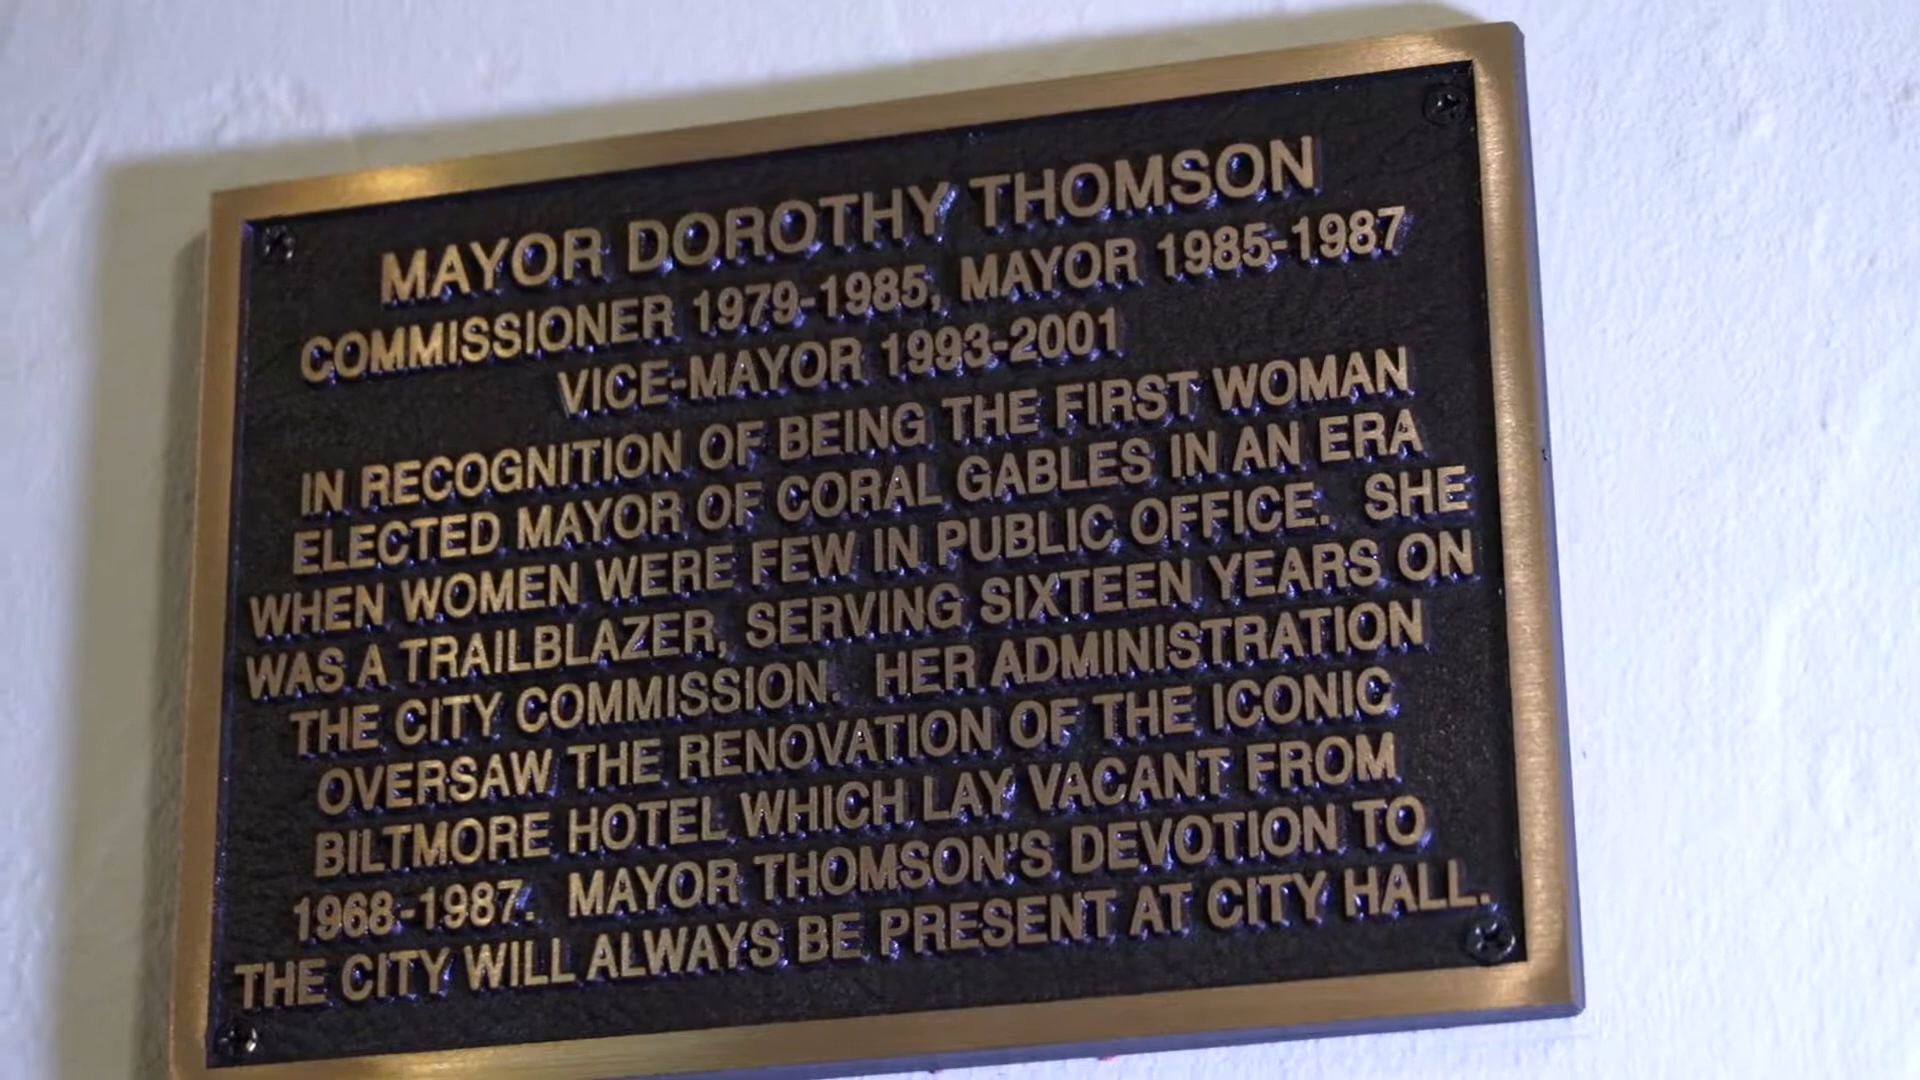 MAYOR DOROTHY THOMSON
COMMISSIONER 1979-1985, MAYOR 1985-1987
VICE-MAYOR 1993-2001
IN RECOGNITION OF BEING THE FIRST WOMAN
ELECTED MAYOR OF CORAL GABLES IN AN ERA
WHEN WOMEN WERE FEW IN PUBLIC OFFICE. SHE
WAS A TRAILBLAZER, SERVING SIXTEEN YEARS ON
THE CITY COMMISSION. HER ADMINISTRATION
OVERSAW THE RENOVATION OF THE ICONIC
BILTMORE HOTEL WHICH LAY VACANT FROM
1968-1987. MAYOR THOMSON'S DEVOTION TO
THE CITY WILL ALWAYS BE PRESENT AT CITY HALL.